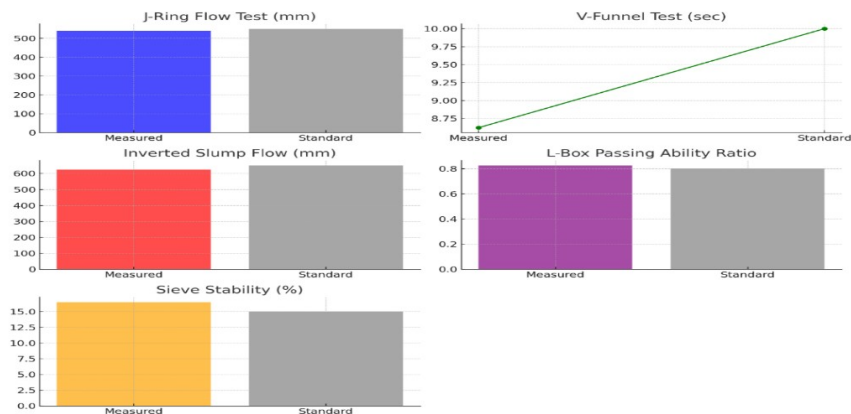 J-Ring Flow Test (mm)
500
400
300
200
100
0
Measured
Standard
V-Funnel Test (sec)
10.00
9.75
9.50
9.25
9.00
8.75
Measured
Standard
Inverted Slump Flow (mm)
600
500
400
300
200
100
0
Measured
Standard
L-Box Passing Ability Ratio
0.8
0.6
0.4
0.2
0.0
Measured
Standard
Sieve Stability (%)
15.0
12.5
10.0
7.5
5.0
2.5
0.0
Measured
Standard